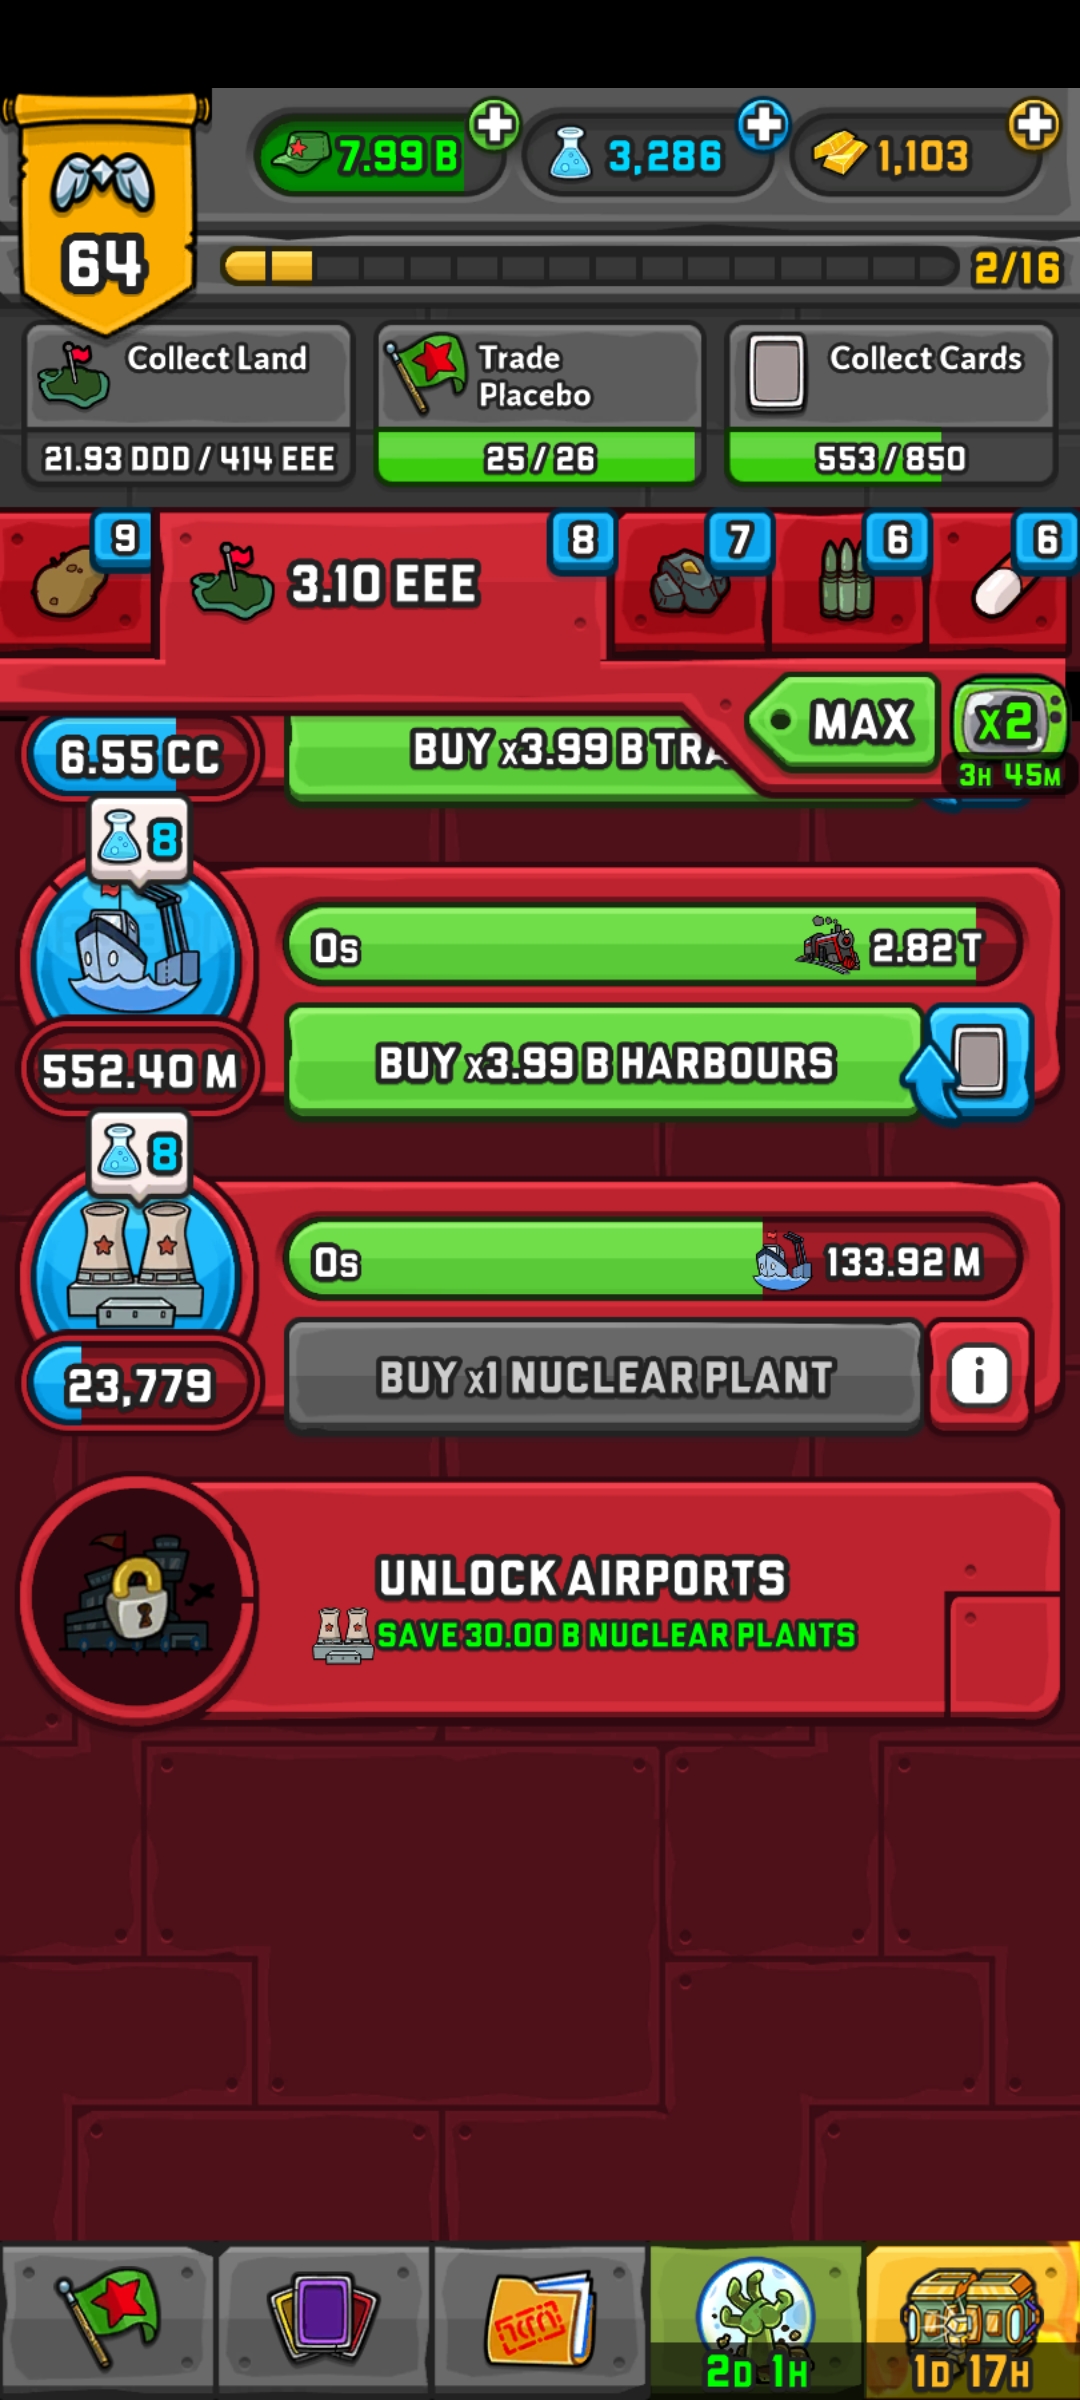 7.99 B
3,286
1,103
64
2/16
Collect Land
21.93 DDD / 414 EEE
Trade
Placebo
25 / 26
Collect Cards
553 / 850
9
3.10 EEE
8
7
6
6
MAX
x2
3H 45M
6.55 CC
BUY x3.99 B TRA
8
0s
2.82 T
552.40 M
BUY x3.99 B HARBOURS
8
0s
133.92 M
23,779
BUY x1 NUCLEAR PLANT
i
UNLOCK AIRPORTS
SAVE 30.00 B NUCLEAR PLANTS
2D 1H
1D 17H